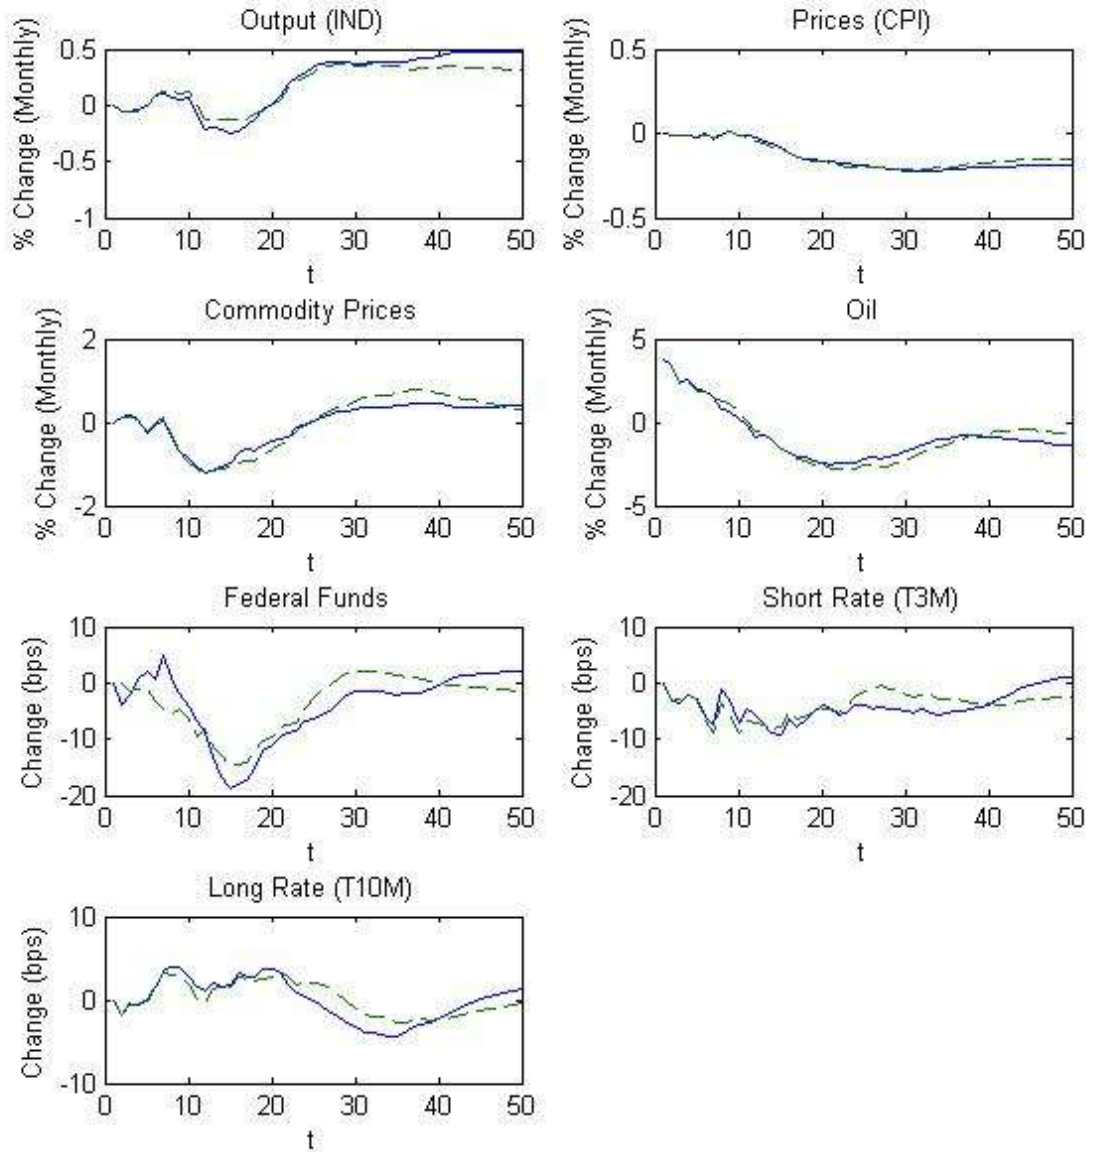 Output (IND)
% Change (Monthly)
0.5
0
-0.5
-1
0 10 20 30 40 50
t
Prices (CPI)
% Change (Monthly)
0.5
0
-0.5
0 10 20 30 40 50
t
Commodity Prices
% Change (Monthly)
2
0
-2
0 10 20 30 40 50
t
Oil
% Change (Monthly)
5
0
-5
0 10 20 30 40 50
t
Federal Funds
Change (bps)
10
0
-10
-20
0 10 20 30 40 50
t
Short Rate (T3M)
Change (bps)
10
0
-10
-20
0 10 20 30 40 50
t
Long Rate (T10M)
Change (bps)
10
0
-10
0 10 20 30 40 50
t